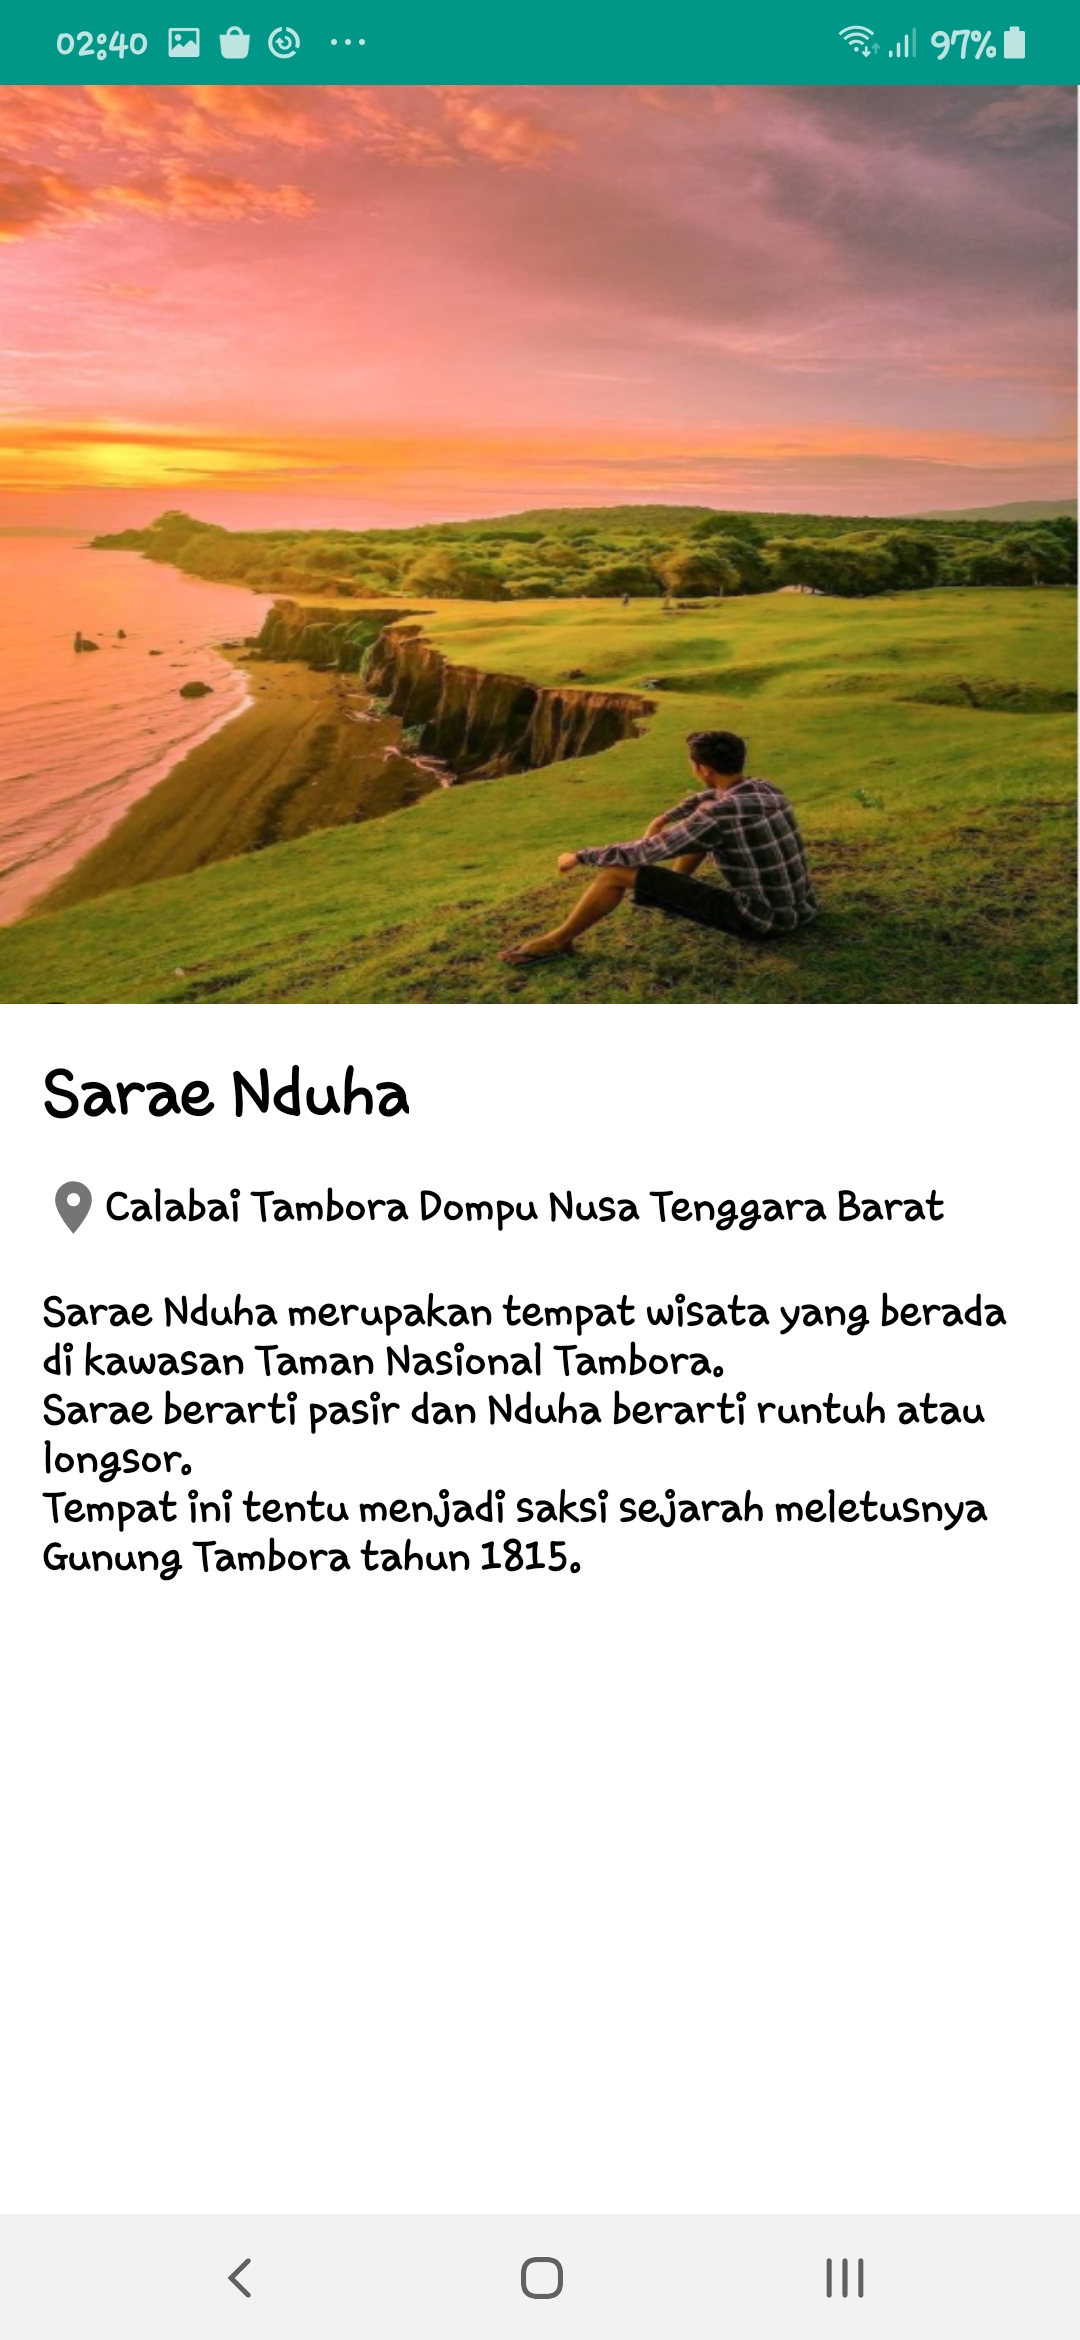 02:40 97%
Sarae Nduha
Calabai Tambora Dompu Nusa Tenggara Barat
Sarae Nduha merupakan tempat wisata yang berada
di kawasan Taman Nasional Tambora.
Sarae berarti pasir dan Nduha berarti runtuh atau
longsor.
Tempat ini tentu menjadi saksi sejarah meletusnya
Gunung Tambora tahun 1815.